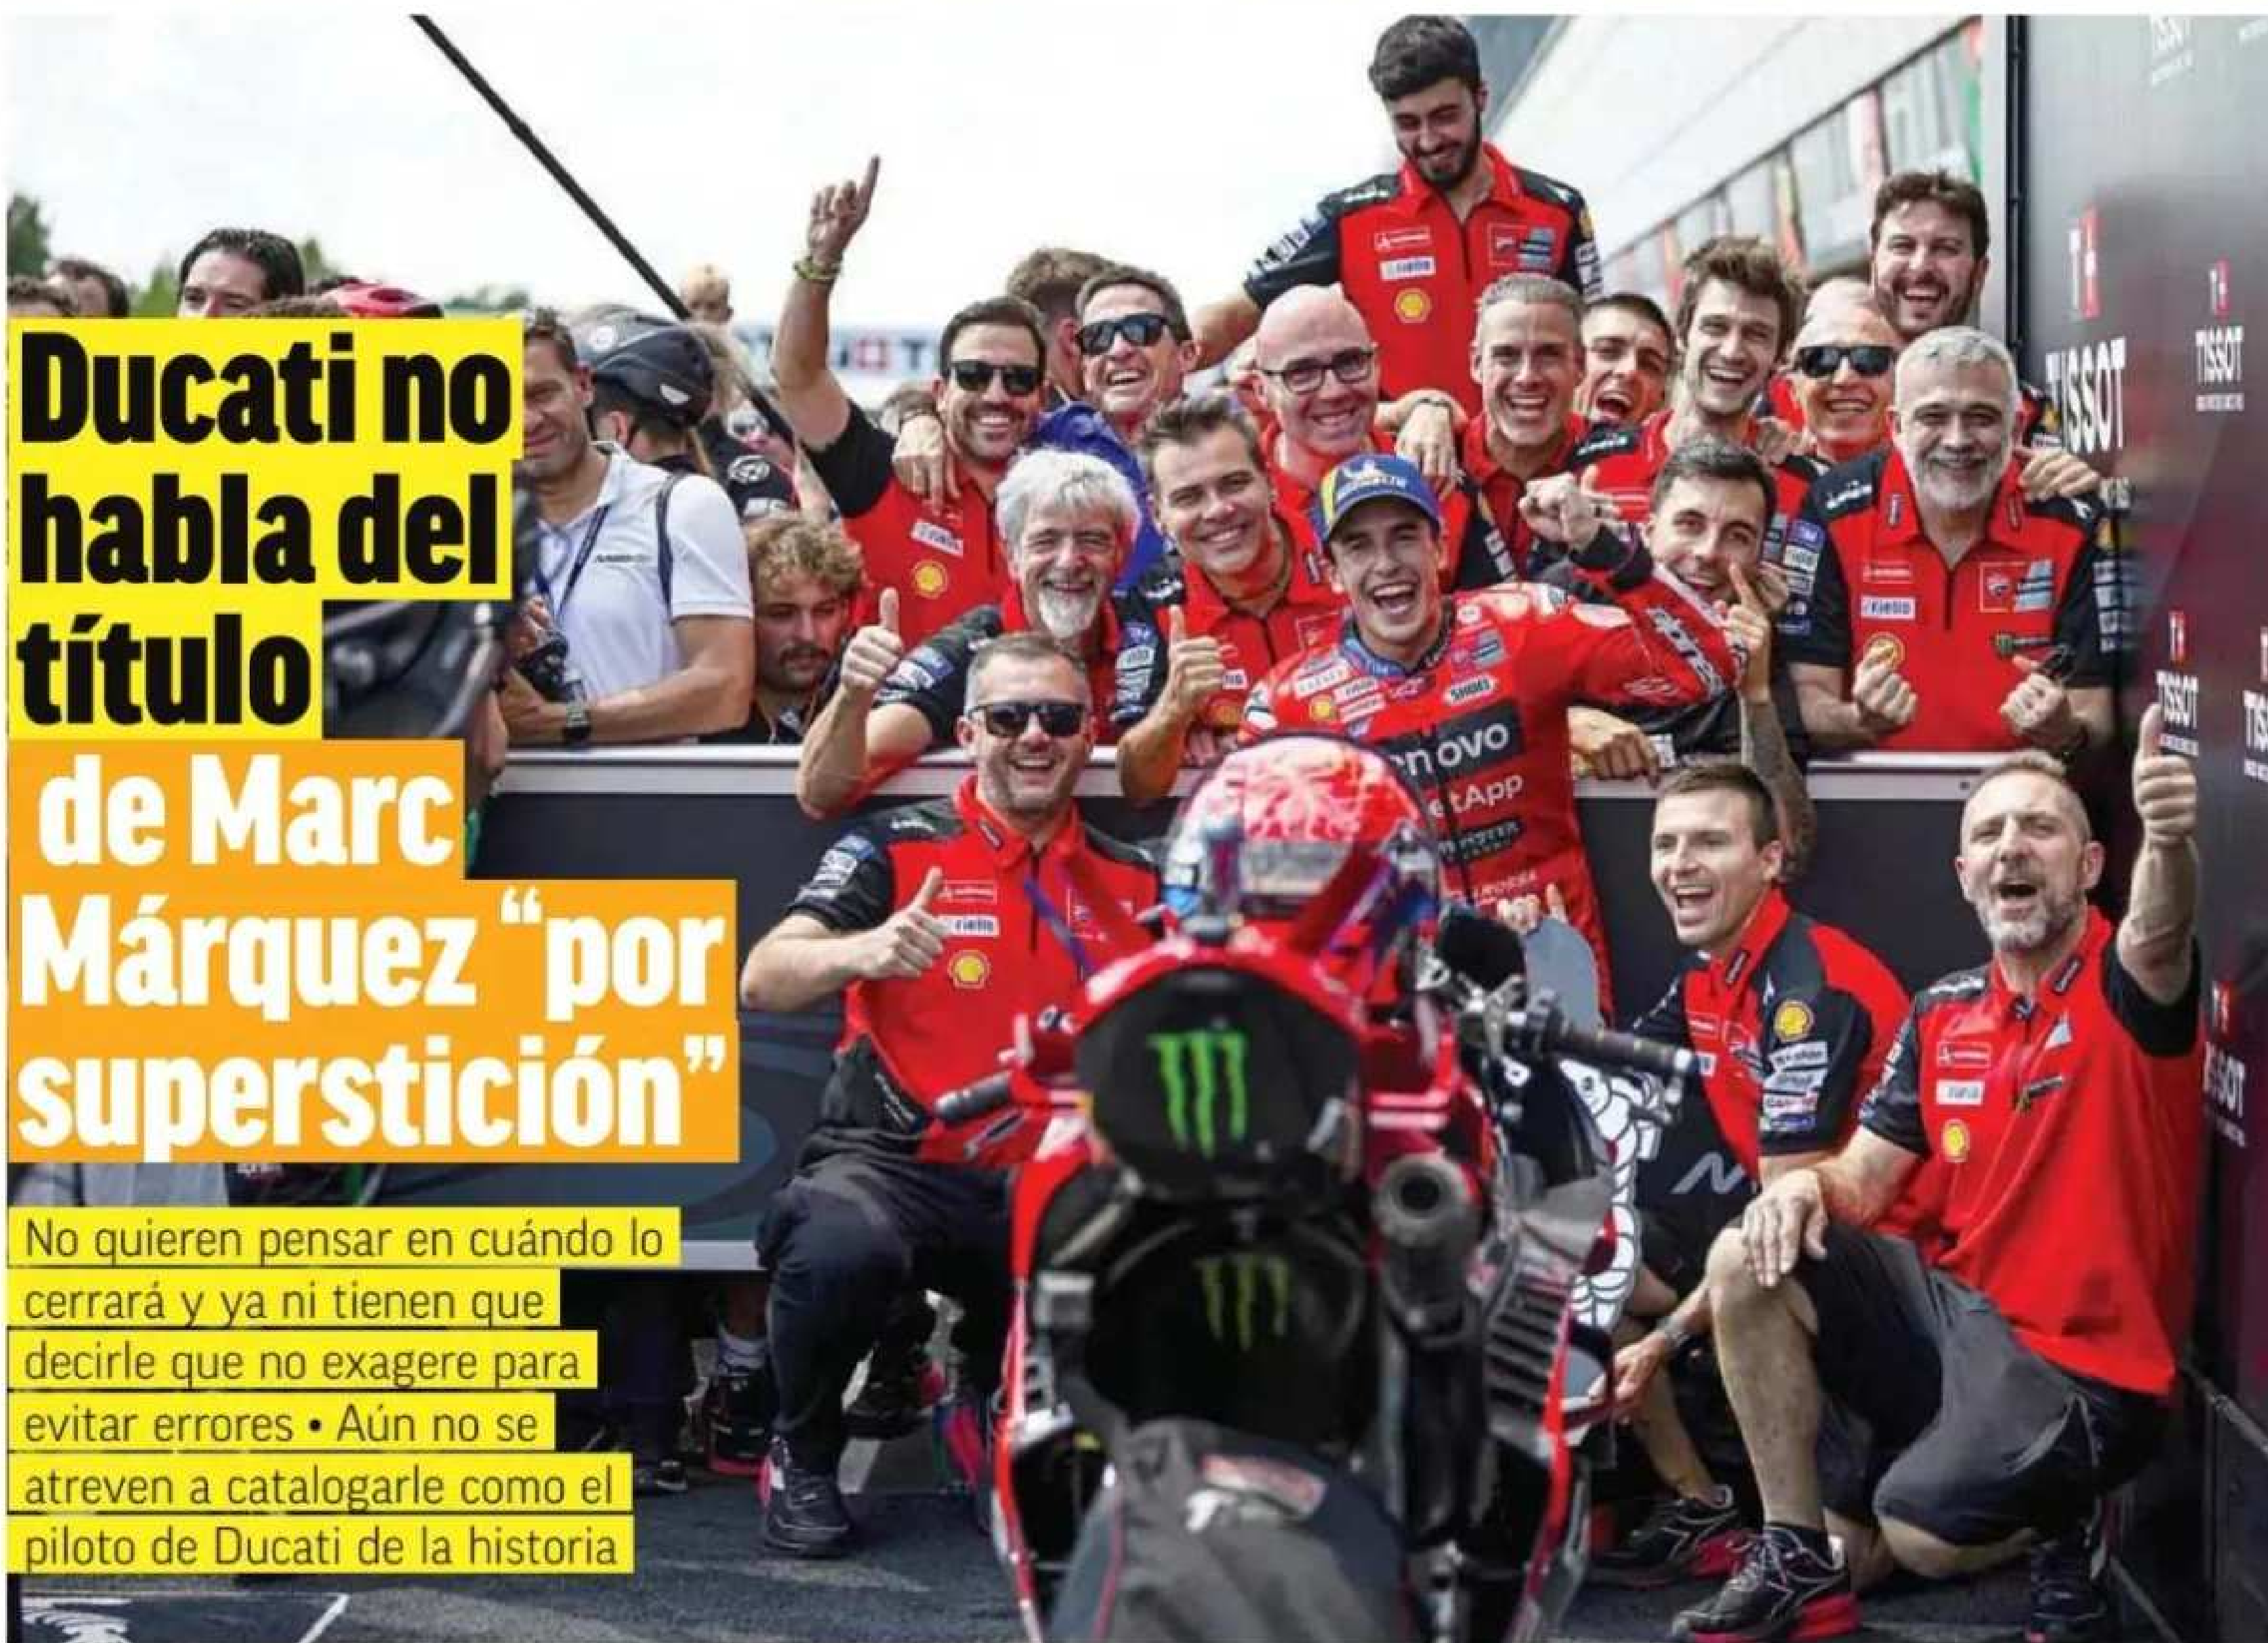 Ducati no
habla del
título
de Marc
Márquez “por
superstición”
No quieren pensar en cuándo lo
cerrará y ya ni tienen que
decirle que no exagere para
evitar errores • Aún no se
atreven a catalogarle como el
piloto de Ducati de la historia
TISSOT
TISSOT
TISSOT
TISSOT
SHOEI